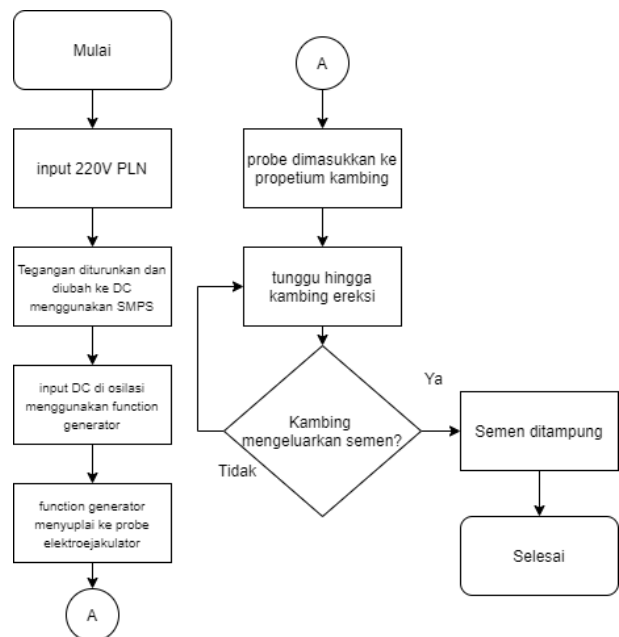 Mulai
input 220V PLN
Tegangan diturunkan dan
diubah ke DC
menggunakan SMPS
input DC di osilasi
menggunakan function
generator
function generator
menyuplai ke probe
elektroejakulator
A
A
probe dimasukkan ke
propetium kambing
tunggu hingga
kambing ereksi
Kambing
mengeluarkan semen?
Tidak
Ya
Semen ditampung
Selesai